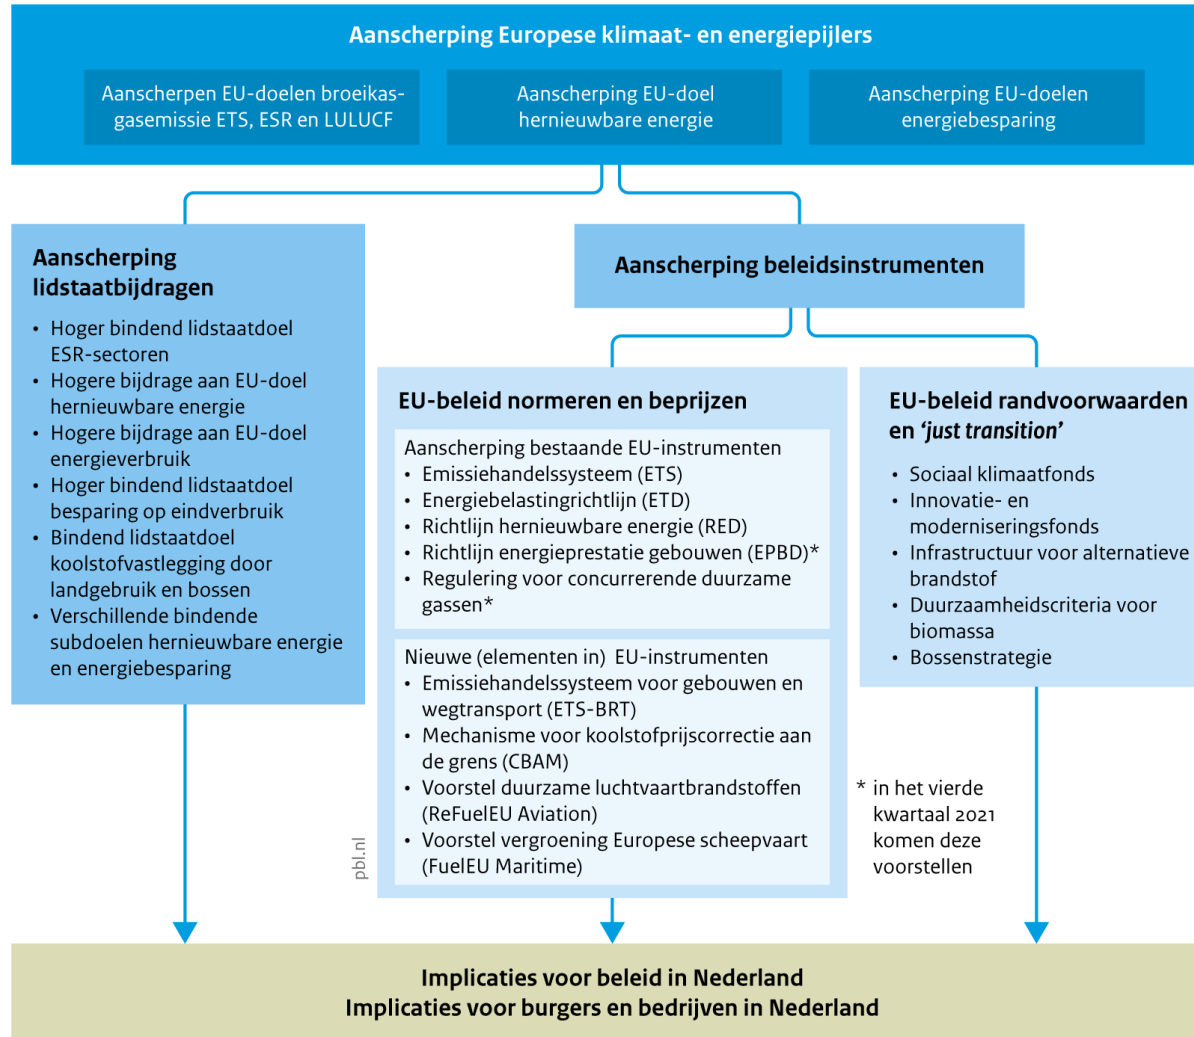 Aanscherping Europese klimaat- en energiepijlers
Aanscherpen EU-doelen broeikas-
gasemissie ETS, ESR en LULUCF
Aanscherping EU-doel
hernieuwbare energie
Aanscherping EU-doelen
energiebesparing
Aanscherping
lidstaatbijdragen
• Hoger bindend lidstaatdoel
ESR-sectoren
• Hogere bijdrage aan EU-doel
hernieuwbare energie
• Hogere bijdrage aan EU-doel
energieverbruik
• Hoger bindend lidstaatdoel
besparing op eindverbruik
• Bindend lidstaatdoel
koolstofvastlegging door
landgebruik en bossen
• Verschillende bindende
subdoelen hernieuwbare energie
en energiebesparing
Aanscherping beleidsinstrumenten
EU-beleid normeren en beprijzen
Aanscherping bestaande EU-instrumenten
• Emissiehandelssysteem (ETS)
• Energiebelastingrichtlijn (ETD)
• Richtlijn hernieuwbare energie (RED)
• Richtlijn energieprestatie gebouwen (EPBD)*
• Regulering voor concurrerende duurzame
gassen*
Nieuwe (elementen in) EU-instrumenten
• Emissiehandelssysteem voor gebouwen en
wegtransport (ETS-BRT)
• Mechanisme voor koolstofprijscorrectie aan
de grens (CBAM)
• Voorstel duurzame luchtvaartbrandstoffen
(ReFuelEU Aviation)
• Voorstel vergroening Europese scheepvaart
(FuelEU Maritime)
EU-beleid randvoorwaarden
en ‘just transition’
• Sociaal klimaatfonds
• Innovatie- en
moderniseringsfonds
• Infrastructuur voor alternatieve
brandstof
• Duurzaamheidscriteria voor
biomassa
• Bossenstrategie
* in het vierde
kwartaal 2021
komen deze
voorstellen
pbl.nl
Implicaties voor beleid in Nederland
Implicaties voor burgers en bedrijven in Nederland